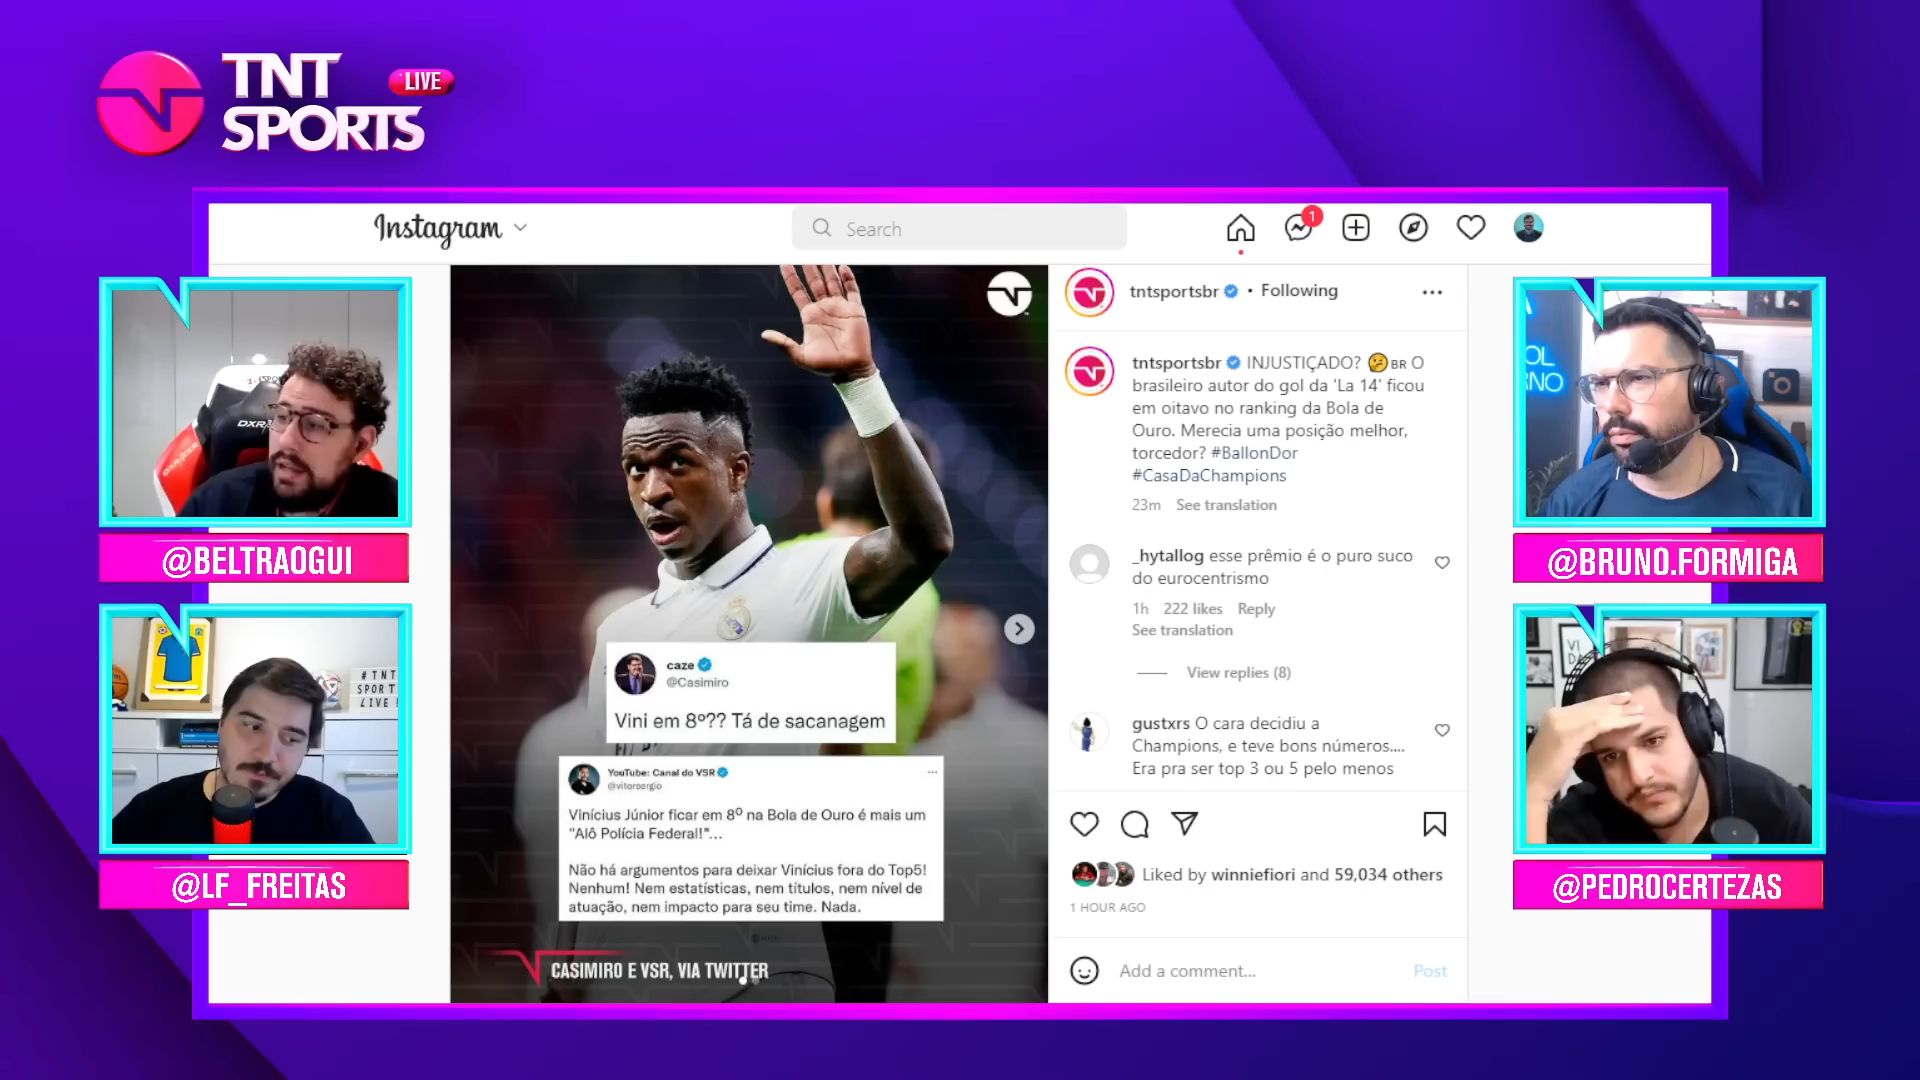 TNT
SPORTS
LIVE
Instagram
Search
1
@BELTRAOGUI
@LF_FREITAS
# TNT
SPORT
LIVE!
caze
@Casimiro
Vini em 8º?? Tá de sacanagem
YouTube: Canal do VSR
@vitorsergio
Vinícius Júnior ficar em 8º na Bola de Ouro é mais um
"Alô Polícia Federal!"...
Não há argumentos para deixar Vinícius fora do Top5!
Nenhum! Nem estatísticas, nem títulos, nem nível de
atuação, nem impacto para seu time. Nada.
CASIMIRO E VSR, VIA TWITTER
tntsportsbr • Following
tntsportsbr INJUSTIÇADO? 🤔BR O
brasileiro autor do gol da 'La 14' ficou
em oitavo no ranking da Bola de
Ouro. Merecia uma posição melhor,
torcedor? #BallonDor
#CasaDaChampions
23m See translation
_hytallog esse prêmio é o puro suco
do eurocentrismo
1h 222 likes Reply
See translation
View replies (8)
gustxrs O cara decidiu a
Champions, e teve bons números....
Era pra ser top 3 ou 5 pelo menos
Liked by winniefiori and 59,034 others
1 HOUR AGO
Add a comment...
Post
@BRUNO.FORMIGA
@PEDROCERTEZAS